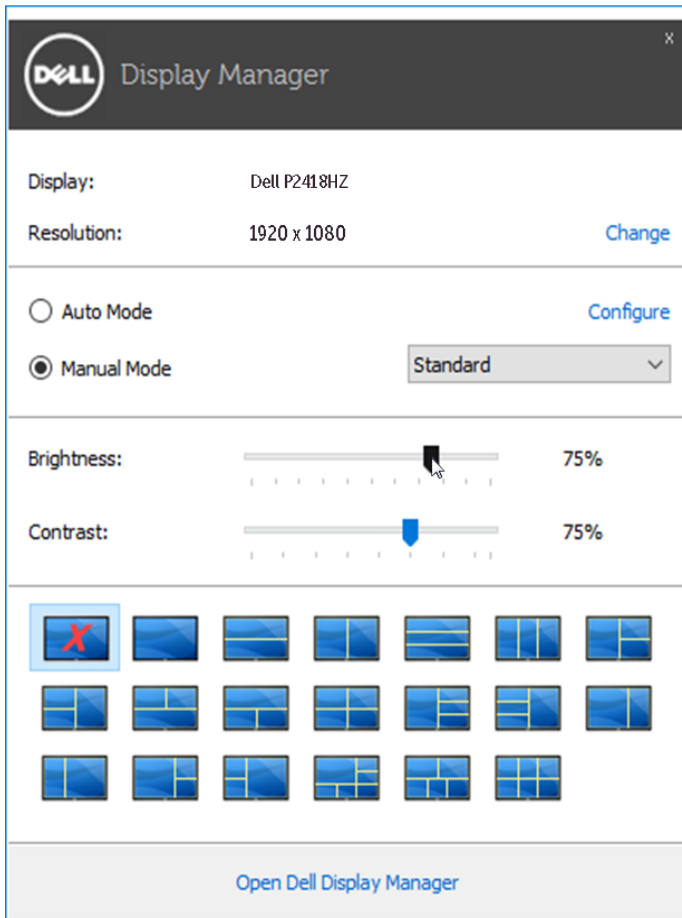 DELL Display Manager x
Display: Dell P2418HZ
Resolution: 1920 x 1080 Change
Auto Mode Configure
Manual Mode Standard
Brightness: 75%
Contrast: 75%
X
Open Dell Display Manager